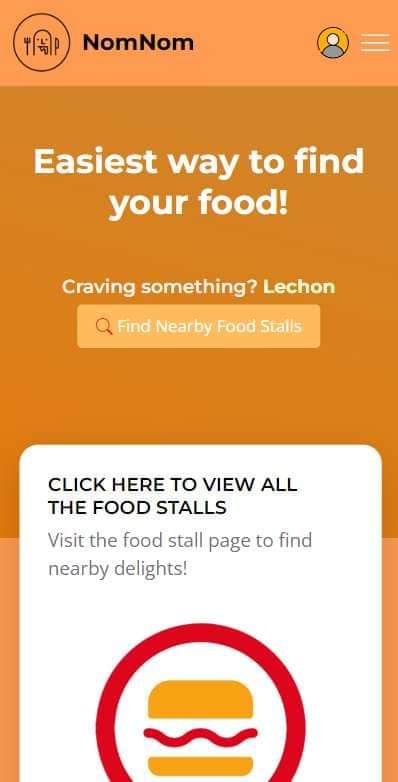 NomNom
Easiest way to find
your food!
Craving something? Lechon
Find Nearby Food Stalls
CLICK HERE TO VIEW ALL
THE FOOD STALLS
Visit the food stall page to find
nearby delights!